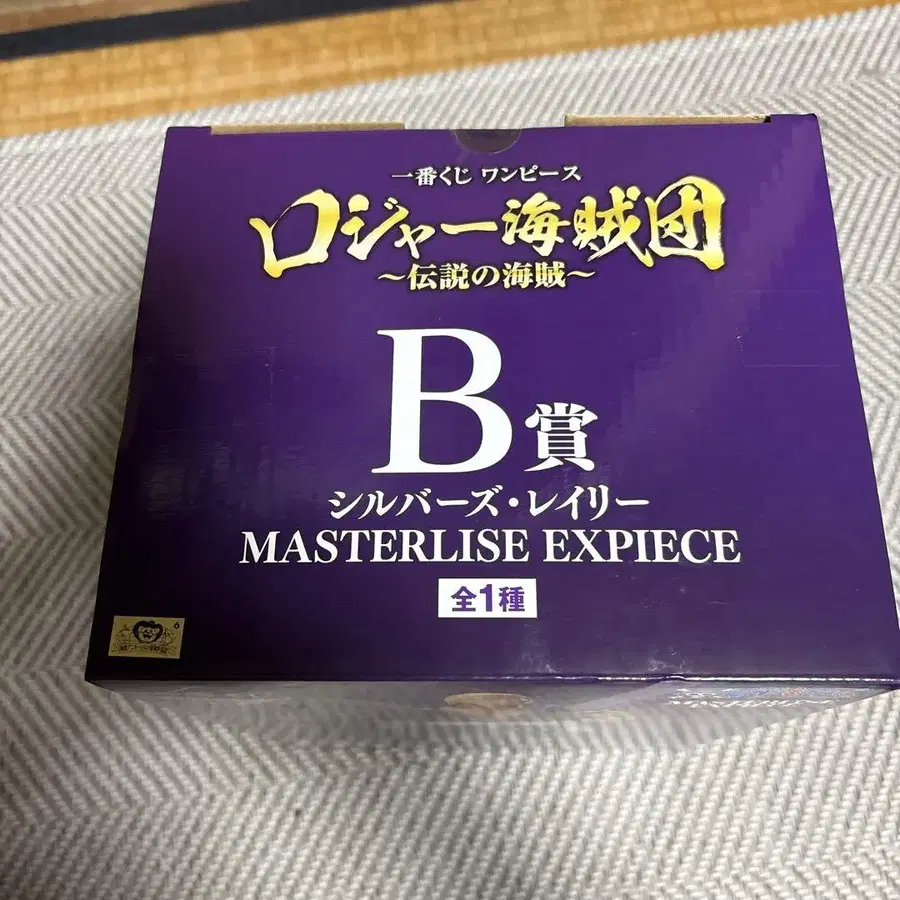 一番くじ ワンピース
ロジャー海賊団
～伝説の海賊～
B賞
シルバーズ・レイリー
MASTERLISE EXPIECE
全1種
6